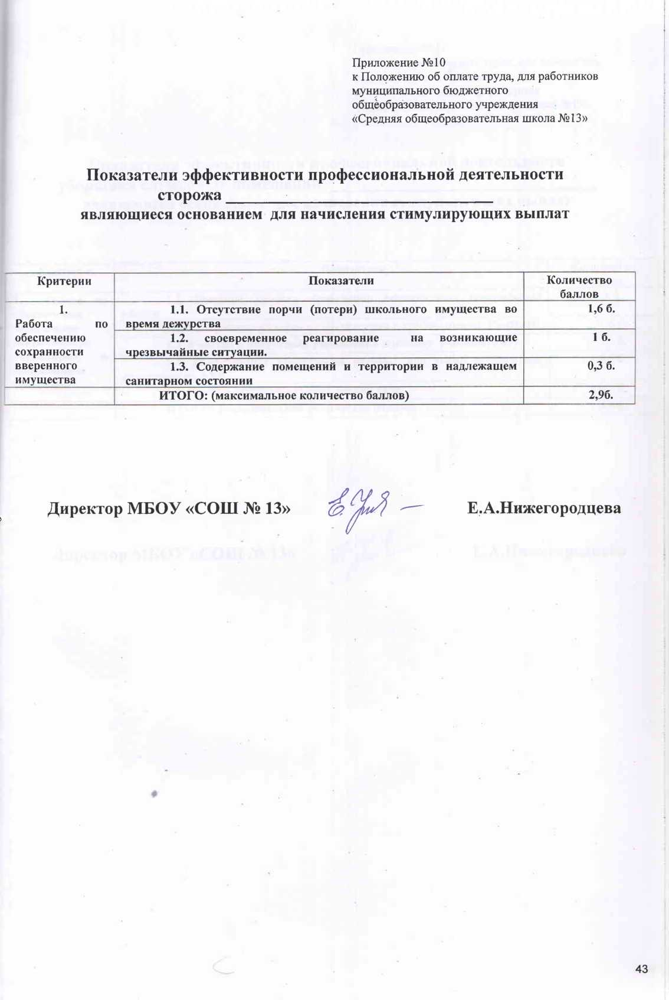 Приложение №10
к Положению об оплате труда, для работников
муниципального бюджетного
общеобразовательного учреждения
«Средняя общеобразовательная школа №13»
Показатели эффективности профессиональной деятельности
сторожа
являющиеся основанием для начисления стимулирующих выплат
Критерии
Показатели
Количество
баллов
1.
Работа по
обеспечению
сохранности
вверенного
имущества
1.1. Отсутствие порчи (потери) школьного имущества во
время дежурства
1,6 б.
1.2. своевременное реагирование на возникающие
чрезвычайные ситуации.
1 б.
1.3. Содержание помещений и территории в надлежащем
санитарном состоянии
0,3 б.
ИТОГО: (максимальное количество баллов)
2,9б.
Директор МБОУ «СОШ № 13»
Е.А.Нижегородцева
43